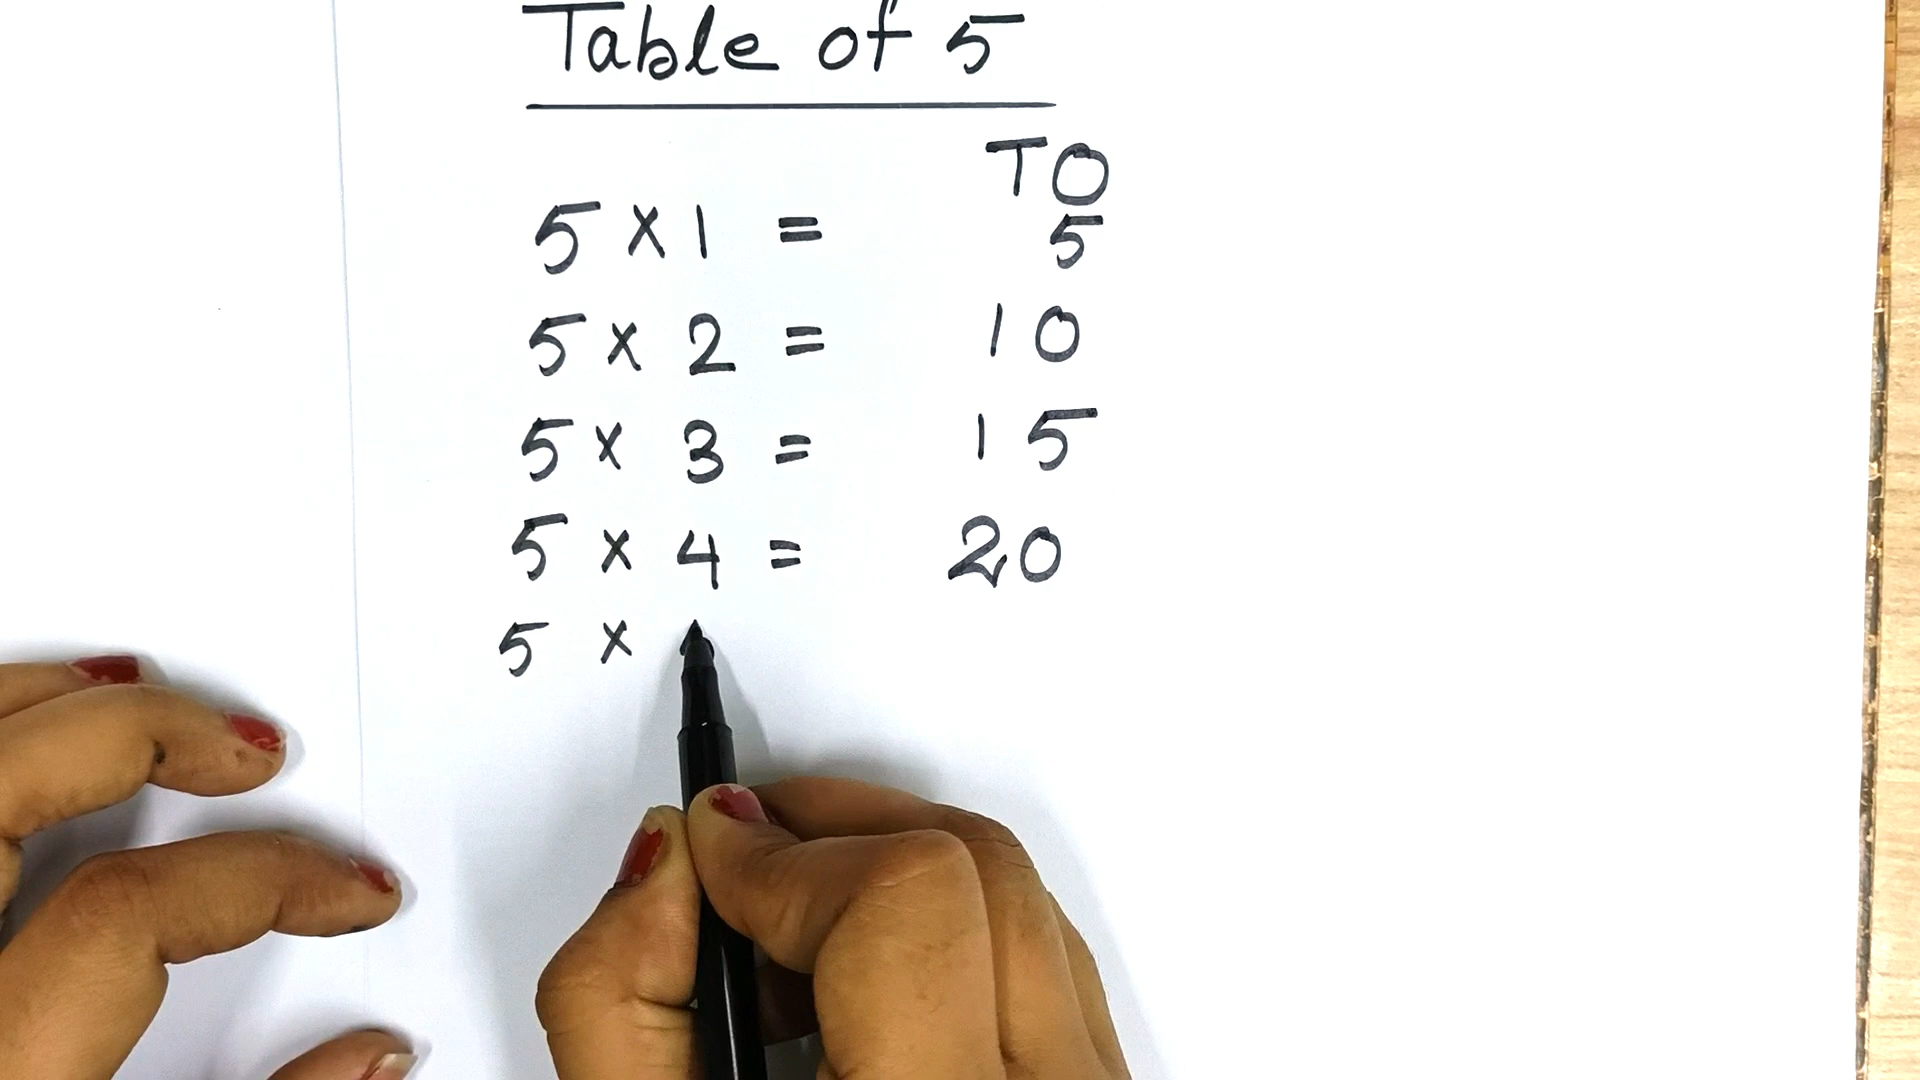 Table of 5
TO
5 × 1 = 5
5 × 2 = 10
5 × 3 = 15
5 × 4 = 20
5 ×